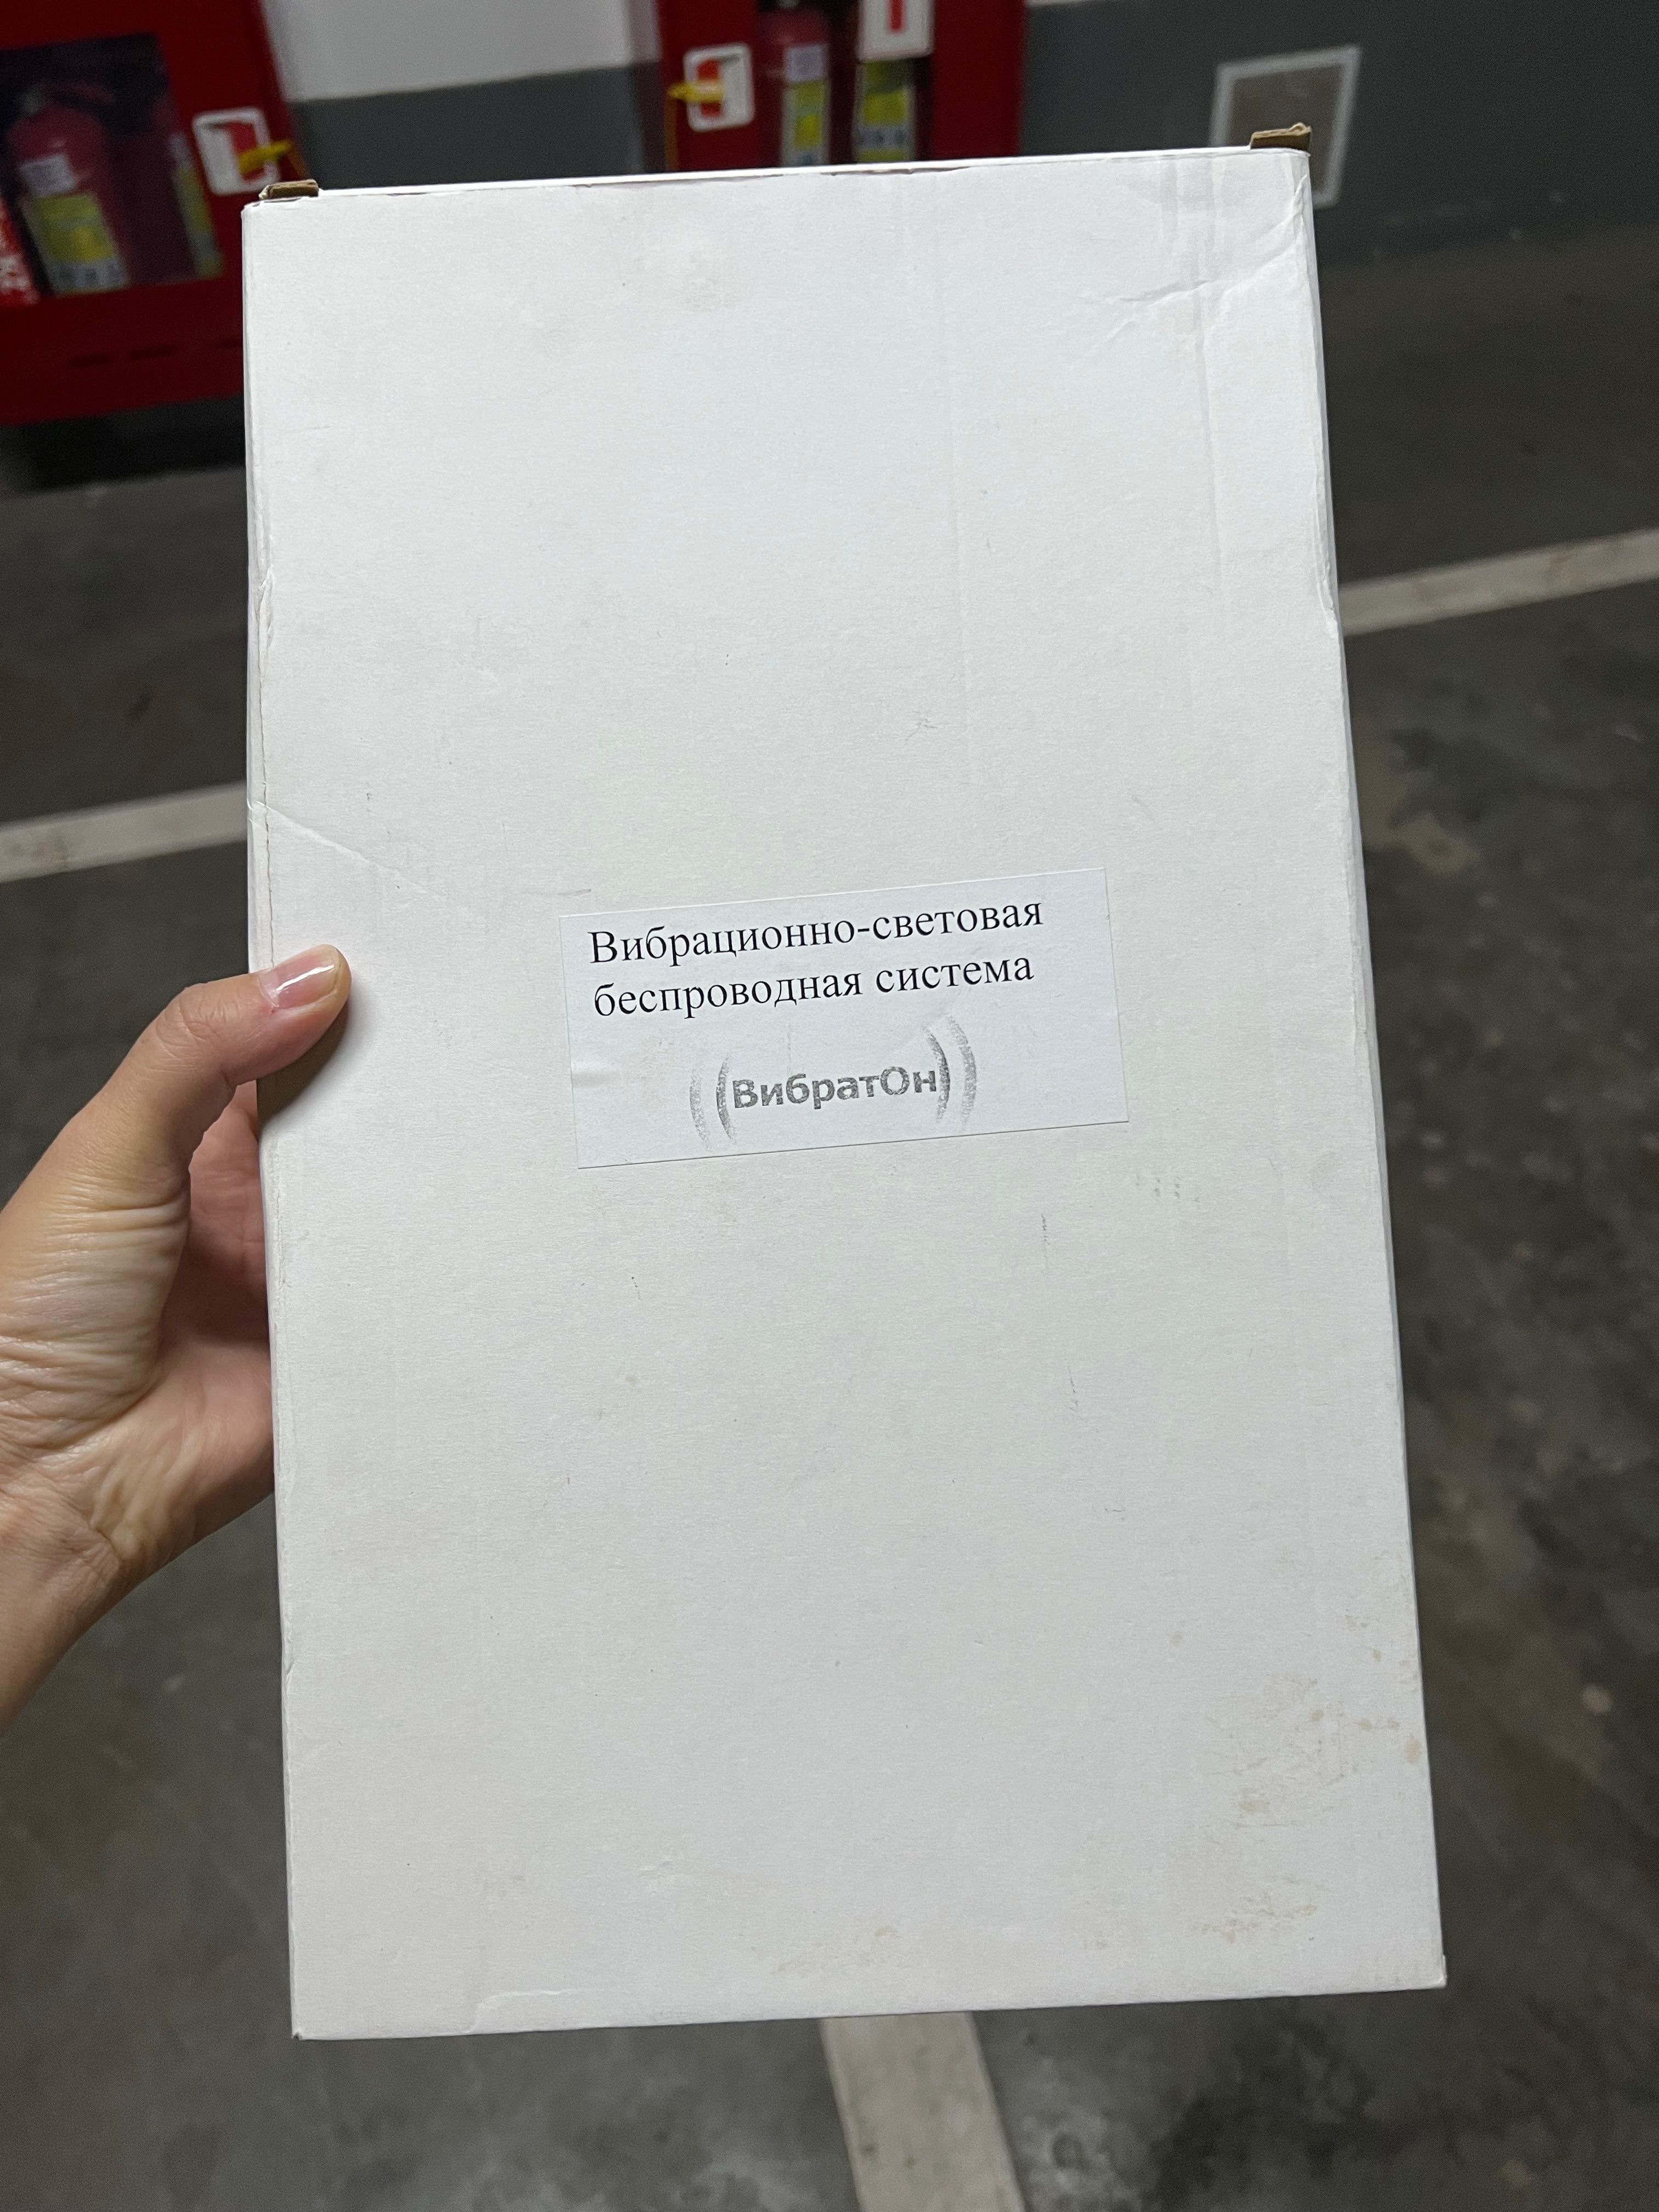 Вибрационно-световая
беспроводная система
((ВибратОн))